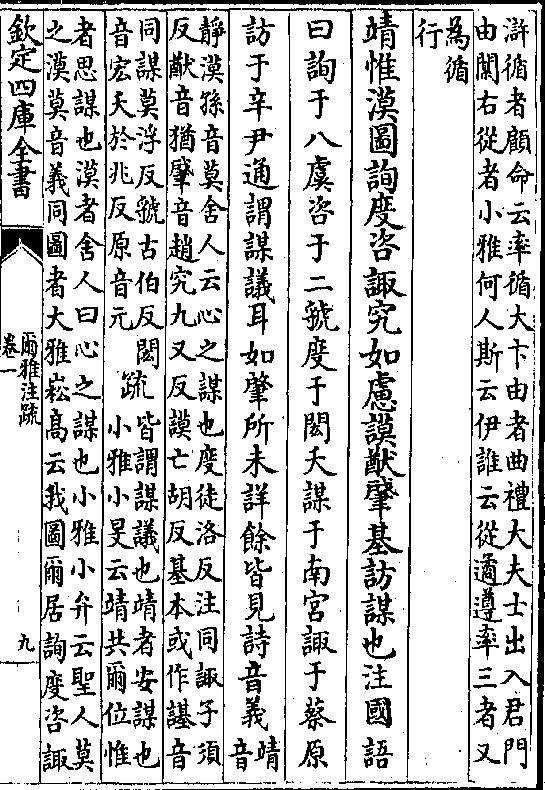 滸循者顧命云率循大卞由者曲禮大夫士出入君門
由闑右從者小雅何人斯云伊誰云從遹遵率三者又
為循
行
靖惟漠圖詢度咨諏究如慮謨猷肈基訪謀也注國語
曰詢于八虞咨于二虢度于閎夭謀于南宮諏于蔡原
訪于辛尹通謂謀議耳如肈所未詳餘皆見詩音義靖音
靜漠孫音莫舍人云心之謀也度徒洛反注同諏子須
反猷音猶肈音趙究九又反謨亡胡反基本或作諅音
同謀莫浮反虢古伯反閎
音宏夭於兆反原音元
疏
皆謂謀議也靖者安謀也
小雅小旻云靖共爾位惟
者思謀也漠者舍人曰心之謀也小雅小弁云聖人莫
之漠莫音義同圖者大雅崧高云我圖爾居詢度咨諏
欽定四庫全書
爾雅注疏
卷一
九